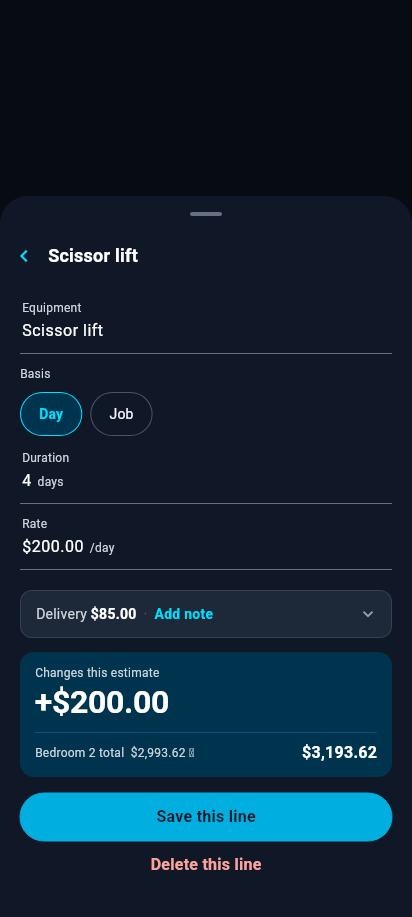 Scissor lift
Equipment
Scissor lift
Basis
Day Job
Duration
4 days
Rate
$200.00 /day
Delivery $85.00 · Add note
Changes this estimate
+$200.00
Bedroom 2 total $2,993.62 $3,193.62
Save this line
Delete this line